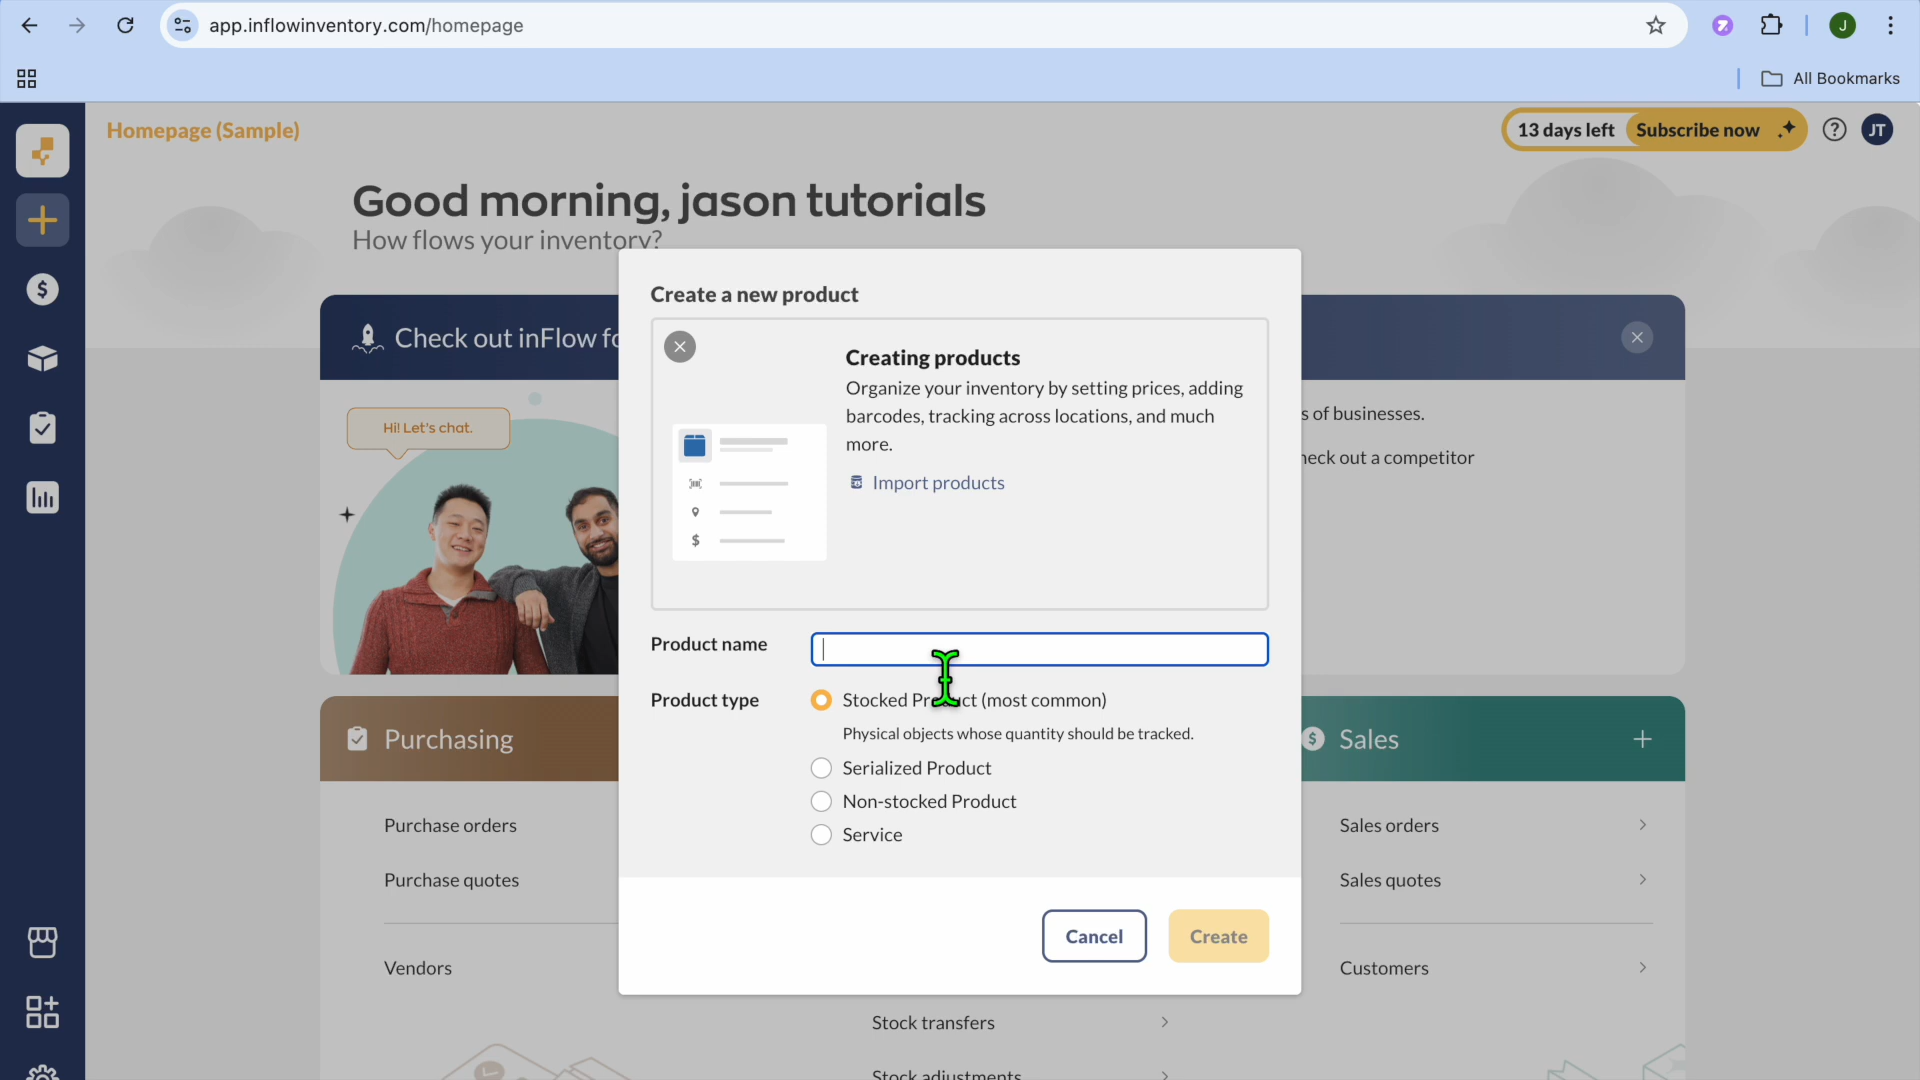 app.inflowinventory.com/homepage
J
All Bookmarks
Homepage (Sample)
13 days left
Subscribe now
?
JT
Good morning, jason tutorials
How flows your inventory?
Check out inFlow fo
Hi! Let's chat.
s of businesses.
heck out a competitor
Create a new product
Creating products
Organize your inventory by setting prices, adding
barcodes, tracking across locations, and much
more.
Import products
Product name
Product type
Stocked Product (most common)
Physical objects whose quantity should be tracked.
Serialized Product
Non-stocked Product
Service
Cancel
Create
Purchasing
Purchase orders
Purchase quotes
Vendors
Sales
Sales orders
Sales quotes
Customers
Stock transfers
Stock adjustments